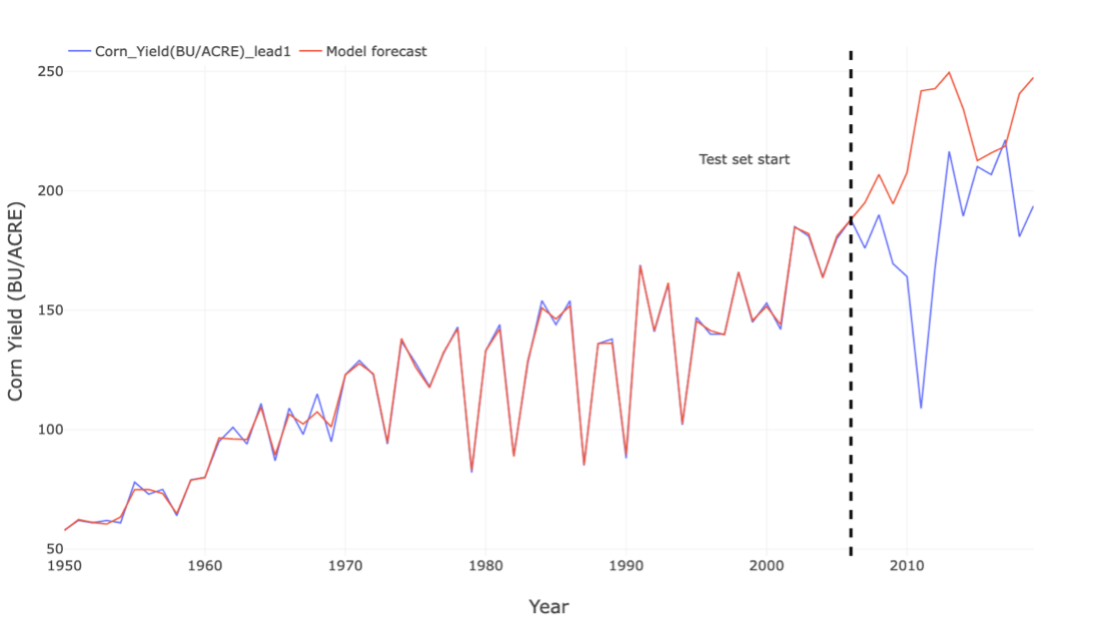 Corn_Yield(BU/ACRE)_lead1 Model forecast
250
Test set start
200
150
100
50
Corn Yield (BU/ACRE)
1950 1960 1970 1980 1990 2000 2010
Year